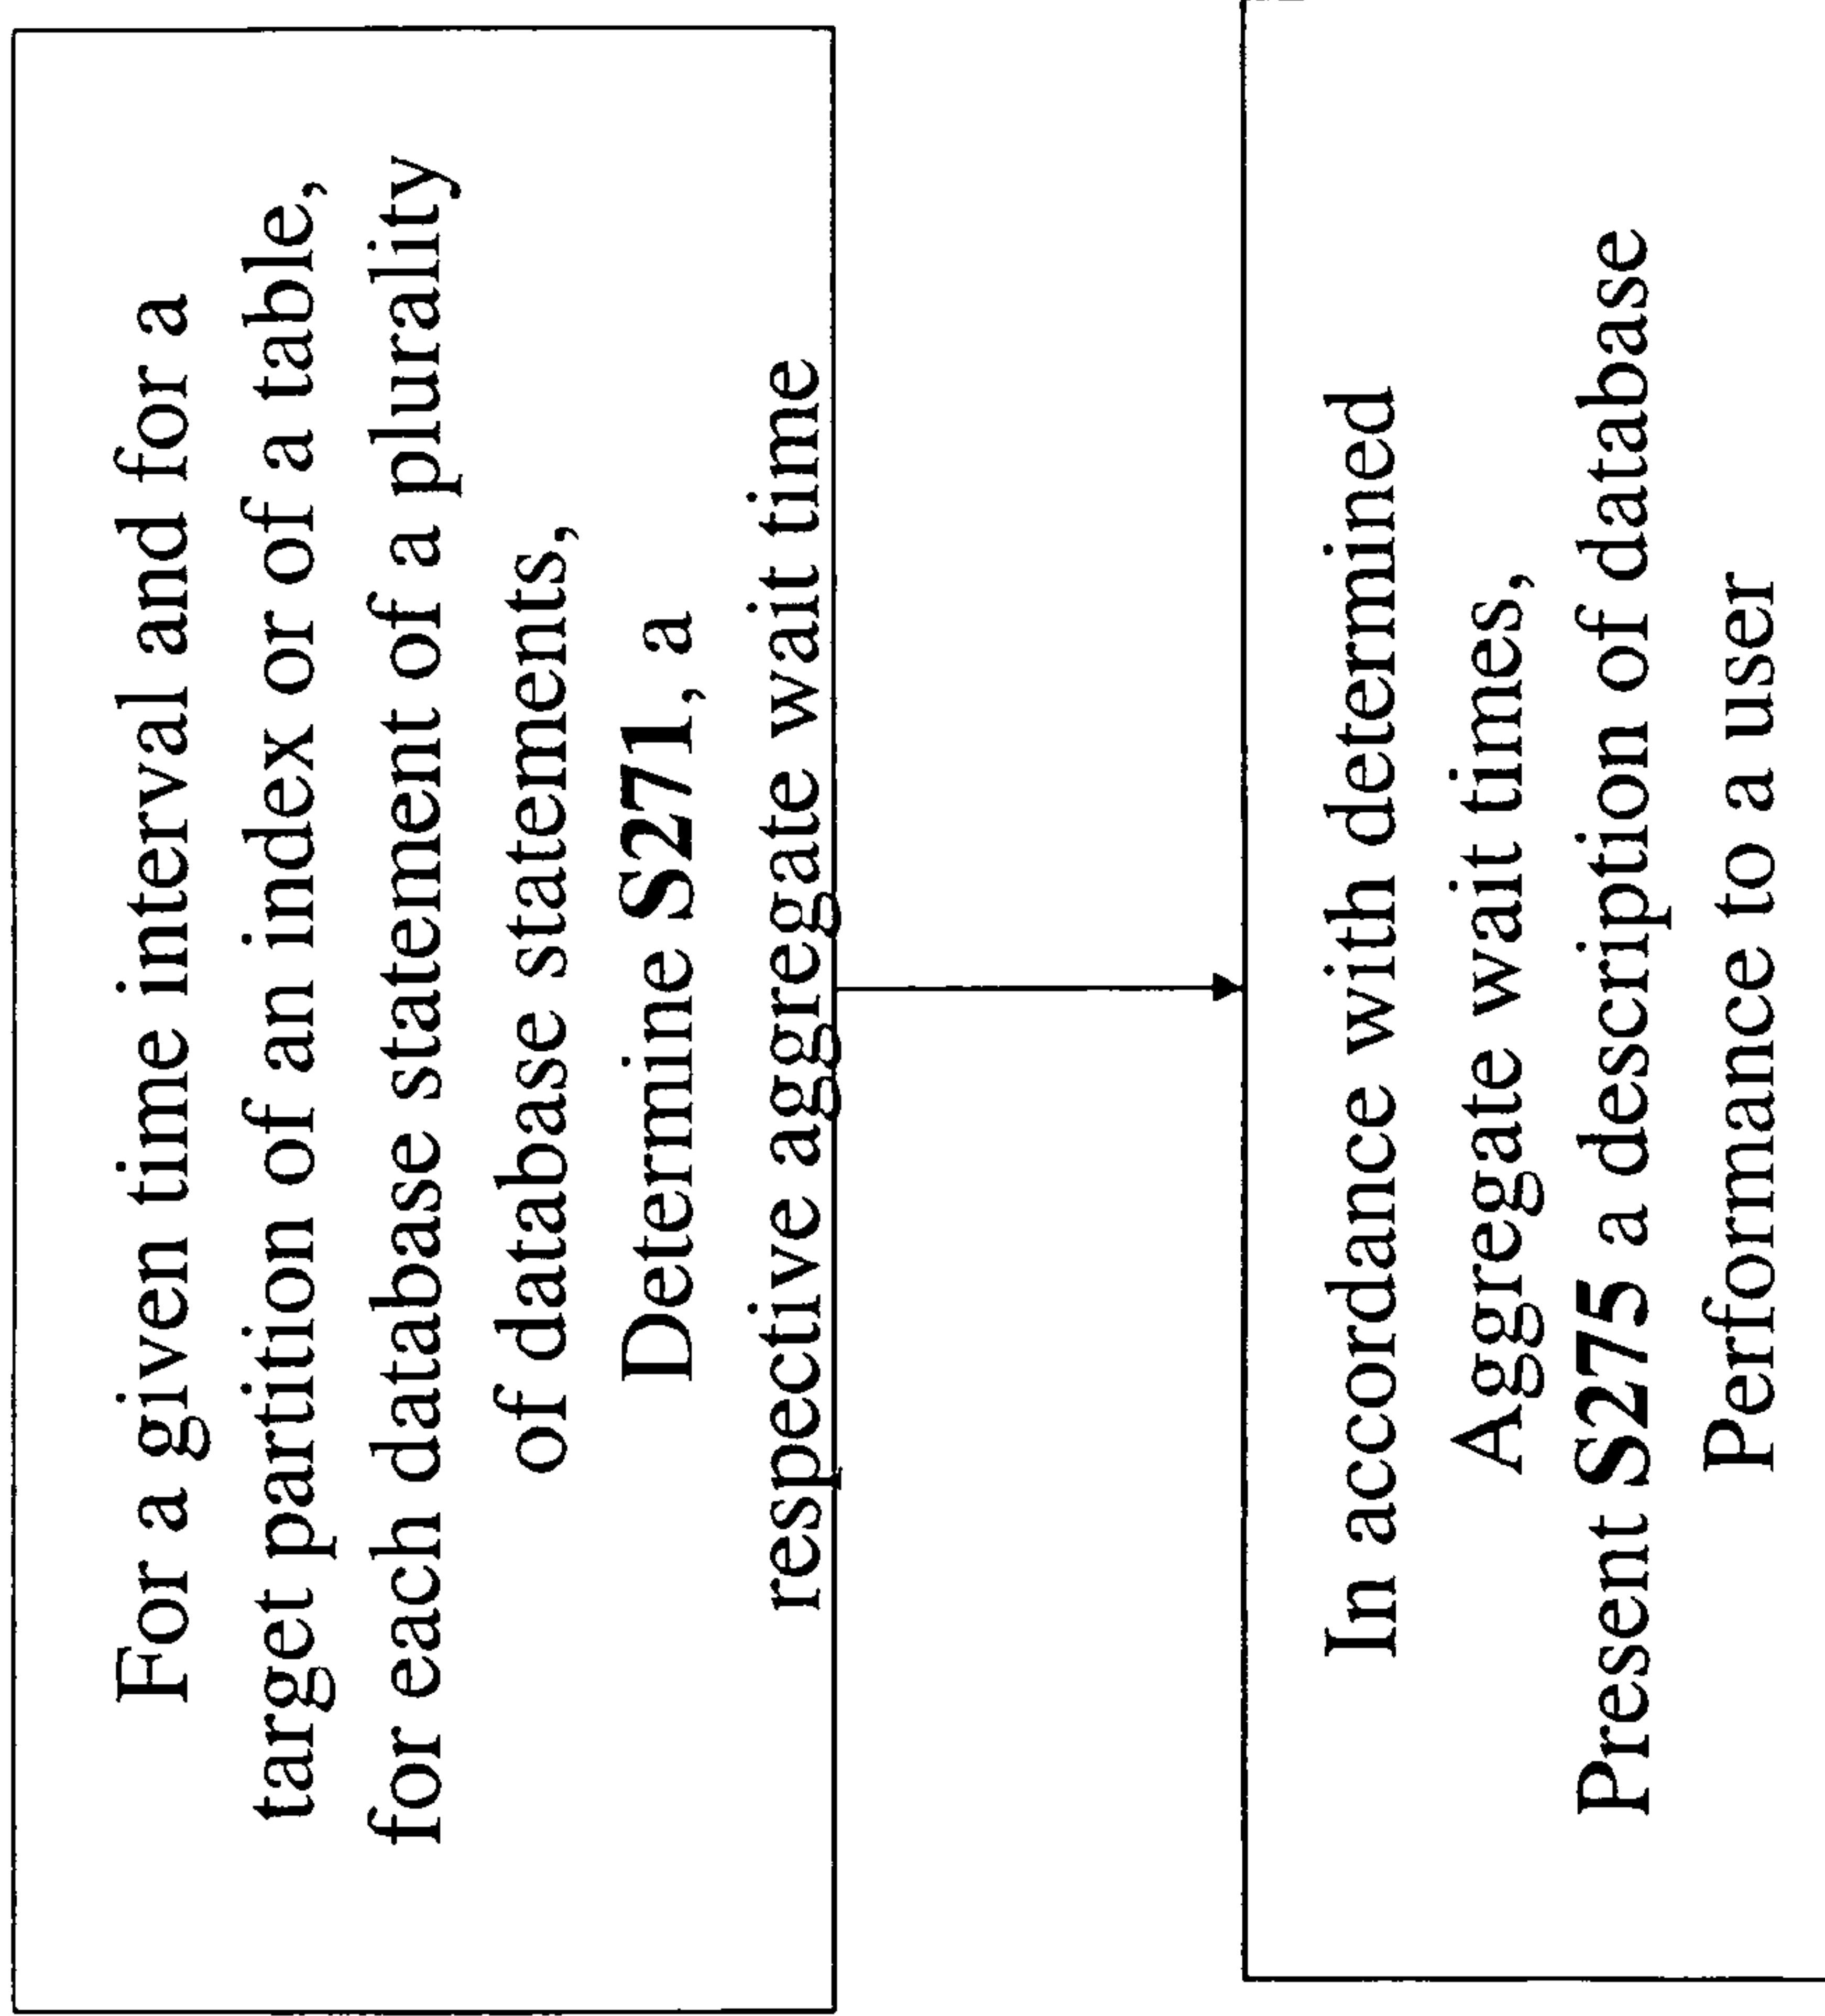 For a given time interval and for a
target partition of an index or of a table,
for each database statement of a plurality
of database statements,
Determine S271, a
respective aggregate wait time
In accordance with determined
Aggregate wait times,
Present S275 a description of database
Performance to a user